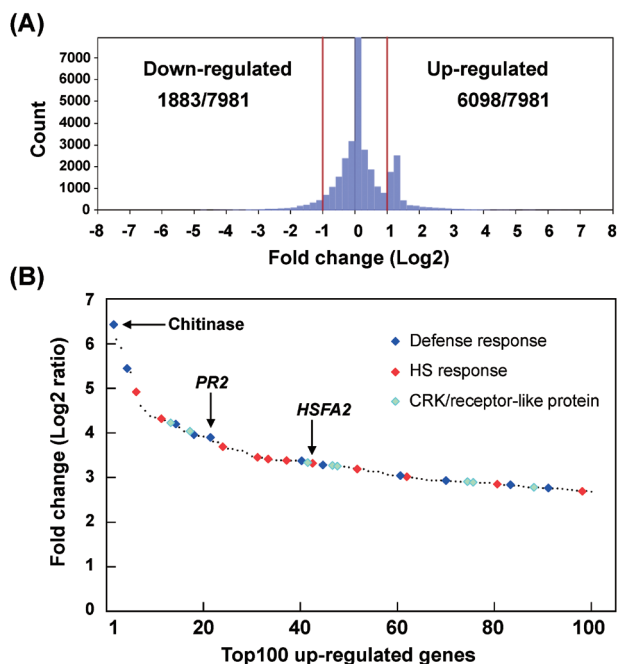 (A)
7000
6000
5000
4000
3000
2000
1000
0
Count
Down-regulated
1883/7981
Up-regulated
6098/7981
-8 -7 -6 -5 -4 -3 -2 -1 0 1 2 3 4 5 6 7 8
Fold change (Log2)
(B)
7
6
5
4
3
2
1
0
Fold change (Log2 ratio)
Chitinase
PR2
HSFA2
Defense response
HS response
CRK/receptor-like protein
1 20 40 60 80 100
Top100 up-regulated genes